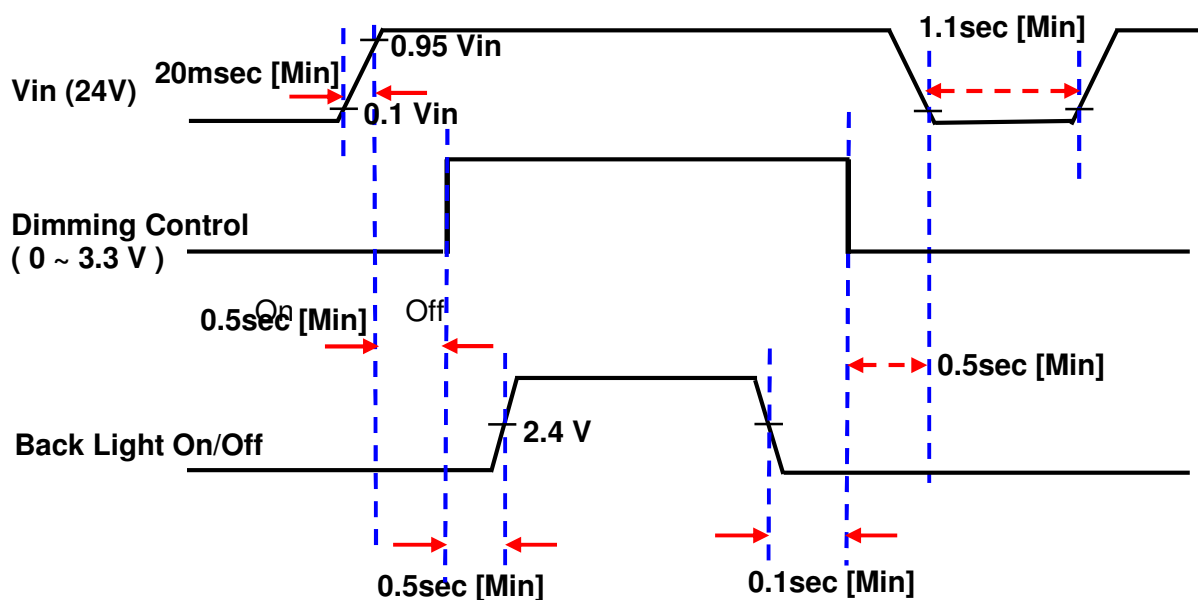 1.1sec [Min]
0.95 Vin
20msec [Min]
Vin (24V)
0.1 Vin
Dimming Control
( 0 ~ 3.3 V )
On Off
0.5sec [Min]
0.5sec [Min]
2.4 V
Back Light On/Off
0.5sec [Min]
0.1sec [Min]